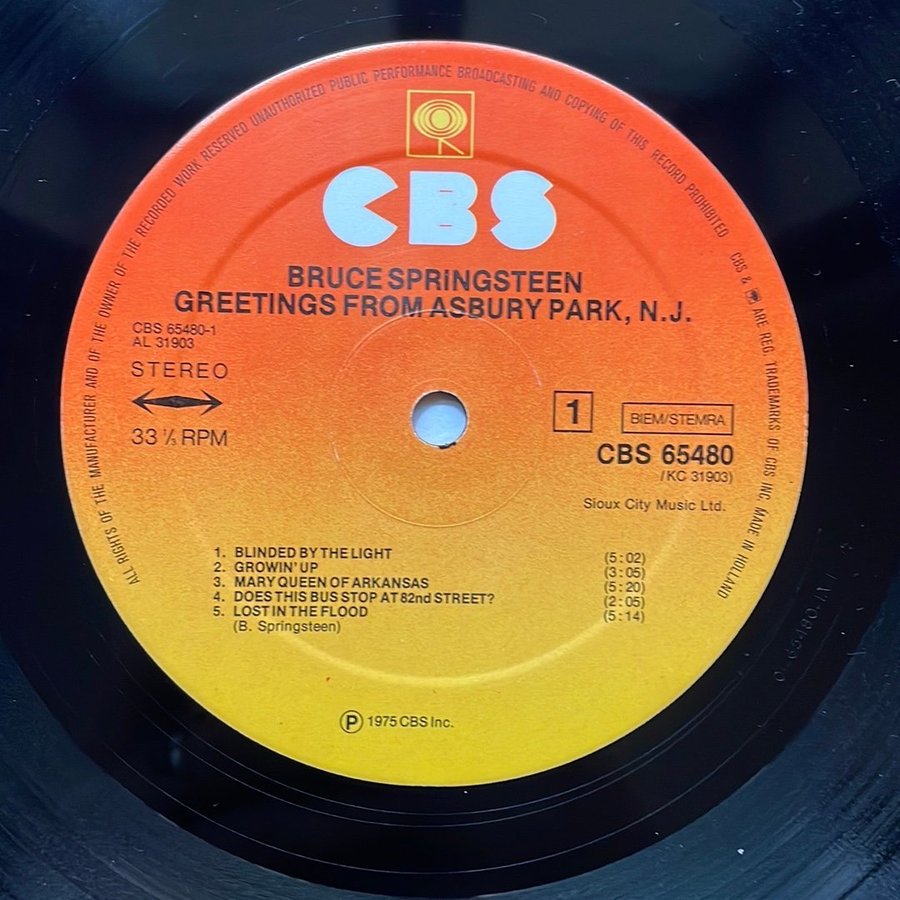 ALL RIGHTS OF THE MANUFACTURER AND OF THE OWNER OF THE RECORDED WORK RESERVED UNAUTHORIZED PUBLIC PERFORMANCE BROADCASTING AND COPYING OF THIS RECORD PROHIBITED CBS & ARE REG. TRADEMARKS OF CBS INC. MADE IN HOLLAND
CBS
BRUCE SPRINGSTEEN
GREETINGS FROM ASBURY PARK, N.J.
CBS 65480-1
AL 31903
STEREO
33 ⅓ RPM
1
BIEM/STEMRA
CBS 65480
(KC 31903)
Sioux City Music Ltd.
1. BLINDED BY THE LIGHT (5:02)
2. GROWIN' UP (3:05)
3. MARY QUEEN OF ARKANSAS (5:20)
4. DOES THIS BUS STOP AT 82nd STREET? (2:05)
5. LOST IN THE FLOOD (5:14)
(B. Springsteen)
Ⓟ 1975 CBS Inc.